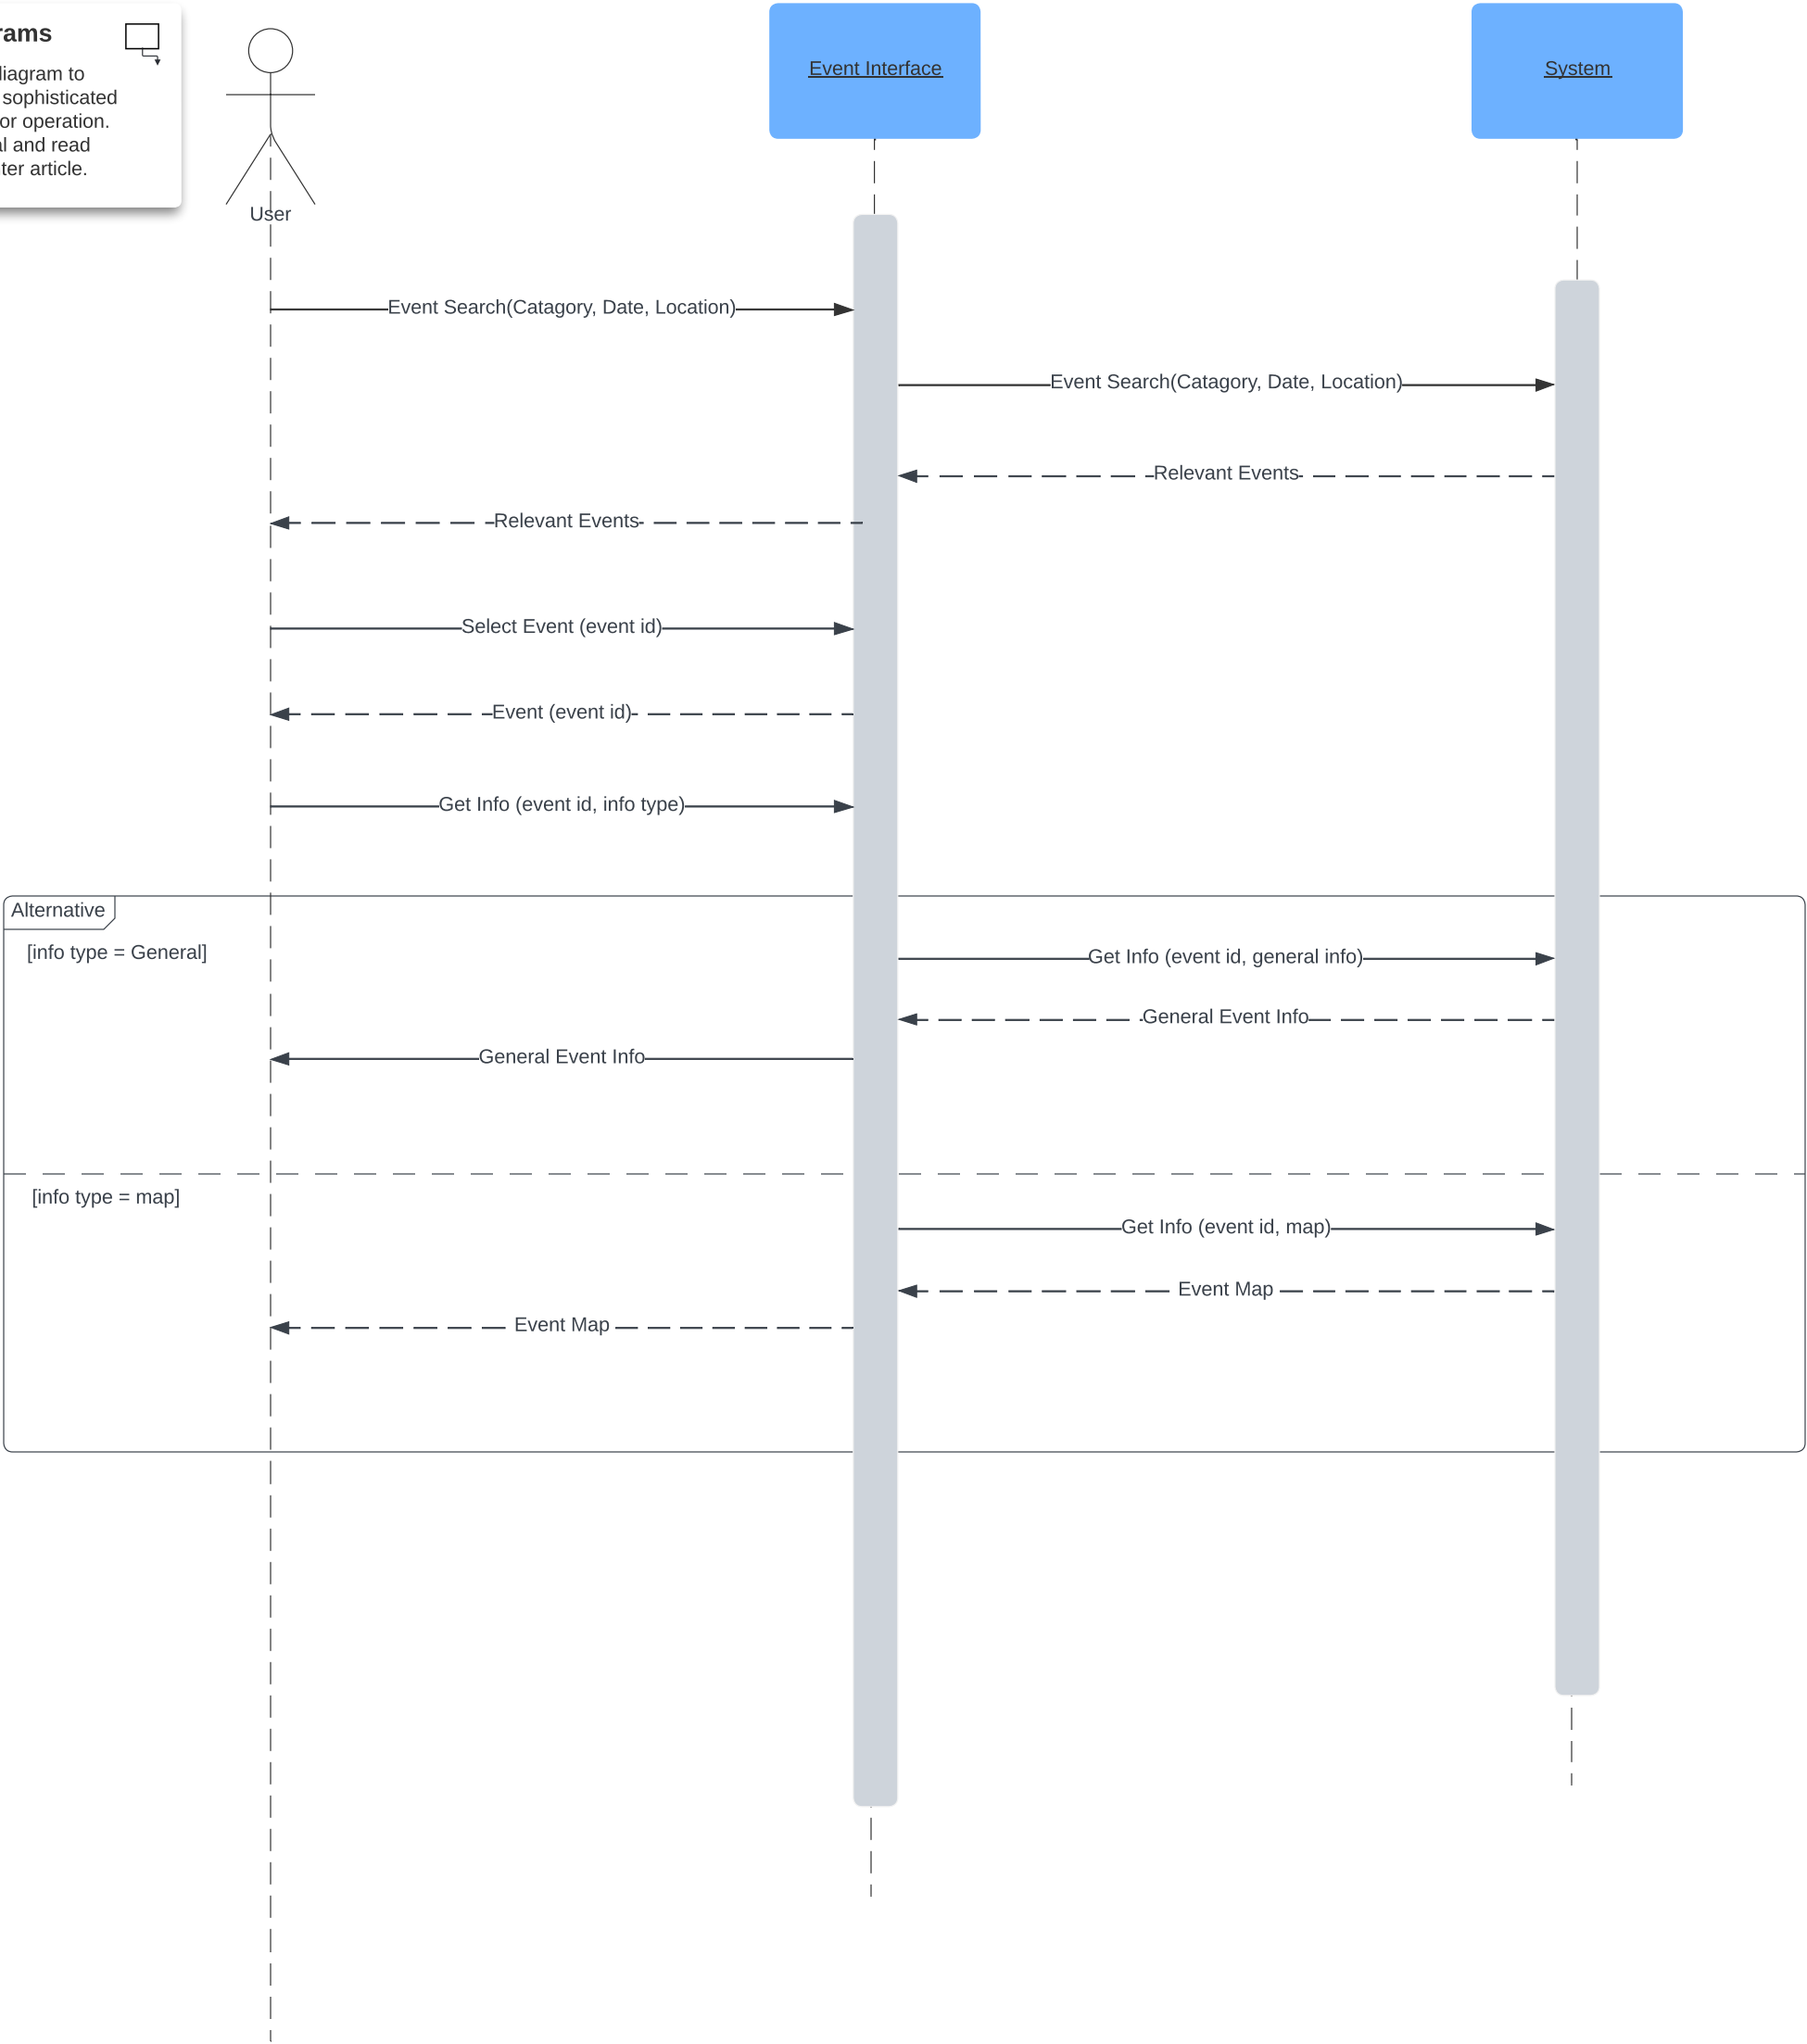 rams
diagram to
sophisticated
or operation.
al and read
ter article.
User
Event Interface
System
Event Search(Catagory, Date, Location)
Event Search(Catagory, Date, Location)
Relevant Events
Relevant Events
Select Event (event id)
Event (event id)
Get Info (event id, info type)
Alternative
[info type = General]
Get Info (event id, general info)
General Event Info
General Event Info
[info type = map]
Get Info (event id, map)
Event Map
Event Map